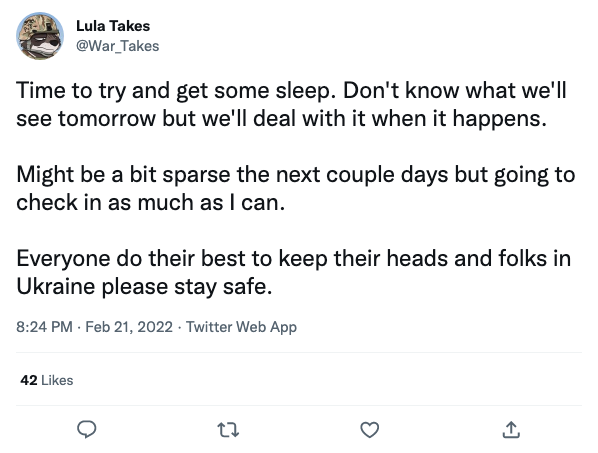 Lula Takes
@War_Takes
Time to try and get some sleep. Don't know what we'll
see tomorrow but we'll deal with it when it happens.
Might be a bit sparse the next couple days but going to
check in as much as I can.
Everyone do their best to keep their heads and folks in
Ukraine please stay safe.
8:24 PM · Feb 21, 2022 · Twitter Web App
42 Likes